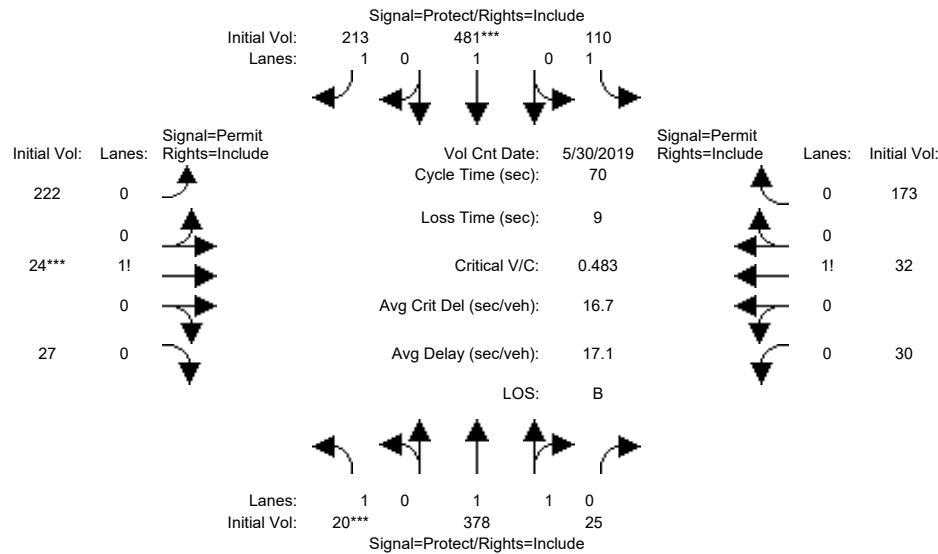 Signal=Protect/Rights=Include
Initial Vol: 213 481*** 110
Lanes: 1 0 1 0 1
Signal=Permit Signal=Permit
Initial Vol: Lanes: Rights=Include Vol Cnt Date: 5/30/2019 Rights=Include Lanes: Initial Vol:
Cycle Time (sec): 70
222 0 0 173
Loss Time (sec): 9
0 0
24*** 1! Critical V/C: 0.483 1! 32
0 Avg Crit Del (sec/veh): 16.7 0
27 0 Avg Delay (sec/veh): 17.1 0 30
LOS: B
Lanes: 1 0 1 1 0
Initial Vol: 20*** 378 25
Signal=Protect/Rights=Include